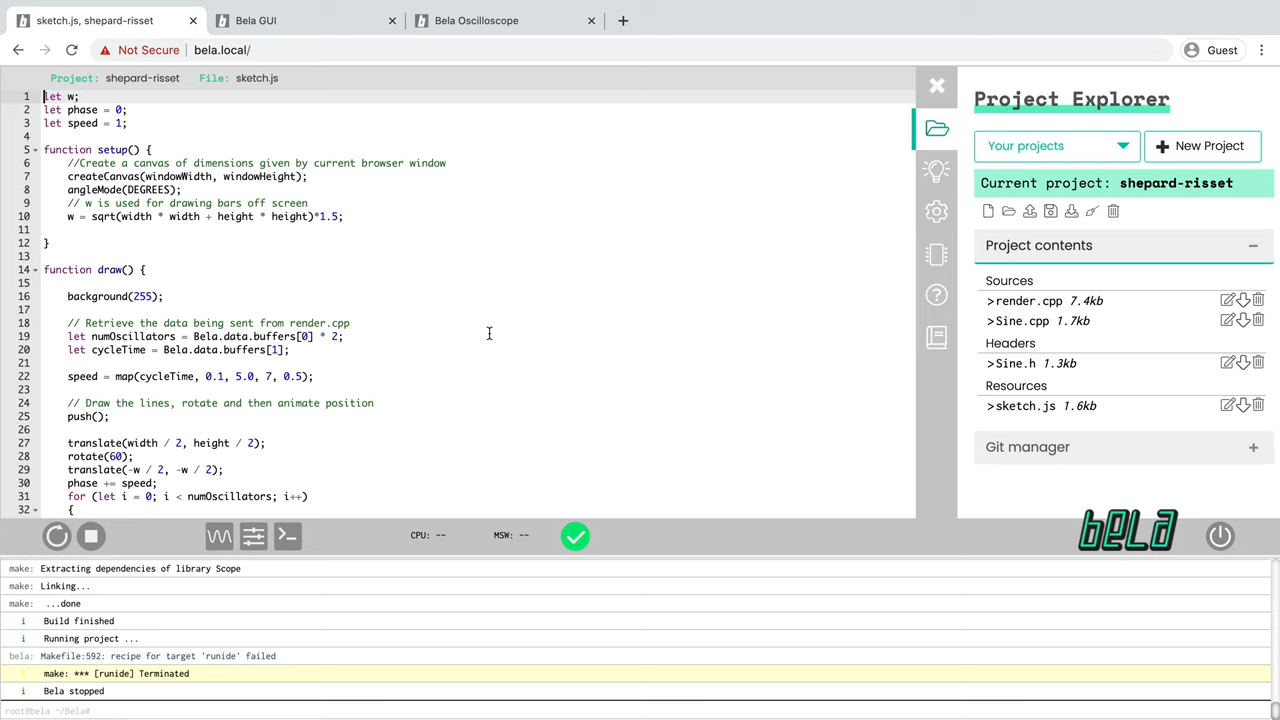 sketch.js, shepard-risset
Bela GUI
Bela Oscilloscope
Not Secure bela.local/
Guest
Project: shepard-risset File: sketch.js
1 let w;
2 let phase = 0;
3 let speed = 1;
4
5 function setup() {
6 //Create a canvas of dimensions given by current browser window
7 createCanvas(windowWidth, windowHeight);
8 angleMode(DEGREES);
9 // w is used for drawing bars off screen
10 w = sqrt(width * width + height * height)*1.5;
11
12 }
13
14 function draw() {
15
16 background(255);
17
18 // Retrieve the data being sent from render.cpp
19 let numOscillators = Bela.data.buffers[0] * 2;
20 let cycleTime = Bela.data.buffers[1];
21
22 speed = map(cycleTime, 0.1, 5.0, 7, 0.5);
23
24 // Draw the lines, rotate and then animate position
25 push();
26
27 translate(width / 2, height / 2);
28 rotate(60);
29 translate(-w / 2, -w / 2);
30 phase += speed;
31 for (let i = 0; i < numOscillators; i++)
32 {
Project Explorer
Your projects
New Project
Current project: shepard-risset
Project contents
Sources
>render.cpp 7.4kb
>Sine.cpp 1.7kb
Headers
>Sine.h 1.3kb
Resources
>sketch.js 1.6kb
Git manager
CPU: --
MSW: --
bela
make: Extracting dependencies of library Scope
make: Linking...
make: ...done
i Build finished
i Running project ...
bela: Makefile:592: recipe for target 'runide' failed
make: *** [runide] Terminated
i Bela stopped
root@bela ~/Bela#